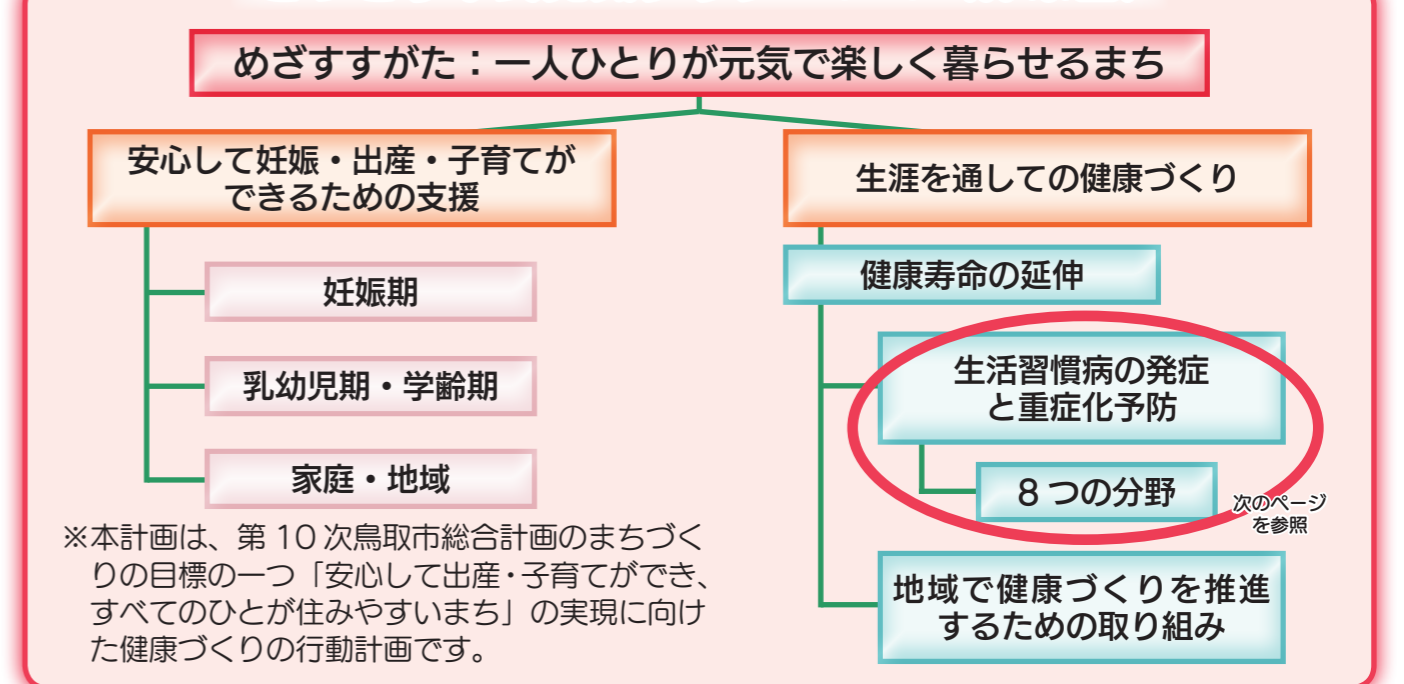 めざすすがた：一人ひとりが元気で楽しく暮らせるまち
安心して妊娠・出産・子育てが
できるための支援
妊娠期
乳幼児期・学齢期
家庭・地域
※本計画は、第 10 次鳥取市総合計画のまちづく
りの目標の一つ「安心して出産・子育てができ、
すべてのひとが住みやすいまち」の実現に向け
た健康づくりの行動計画です。
生涯を通しての健康づくり
健康寿命の延伸
生活習慣病の発症
と重症化予防
8 つの分野
次のページ
を参照
地域で健康づくりを推進
するための取り組み